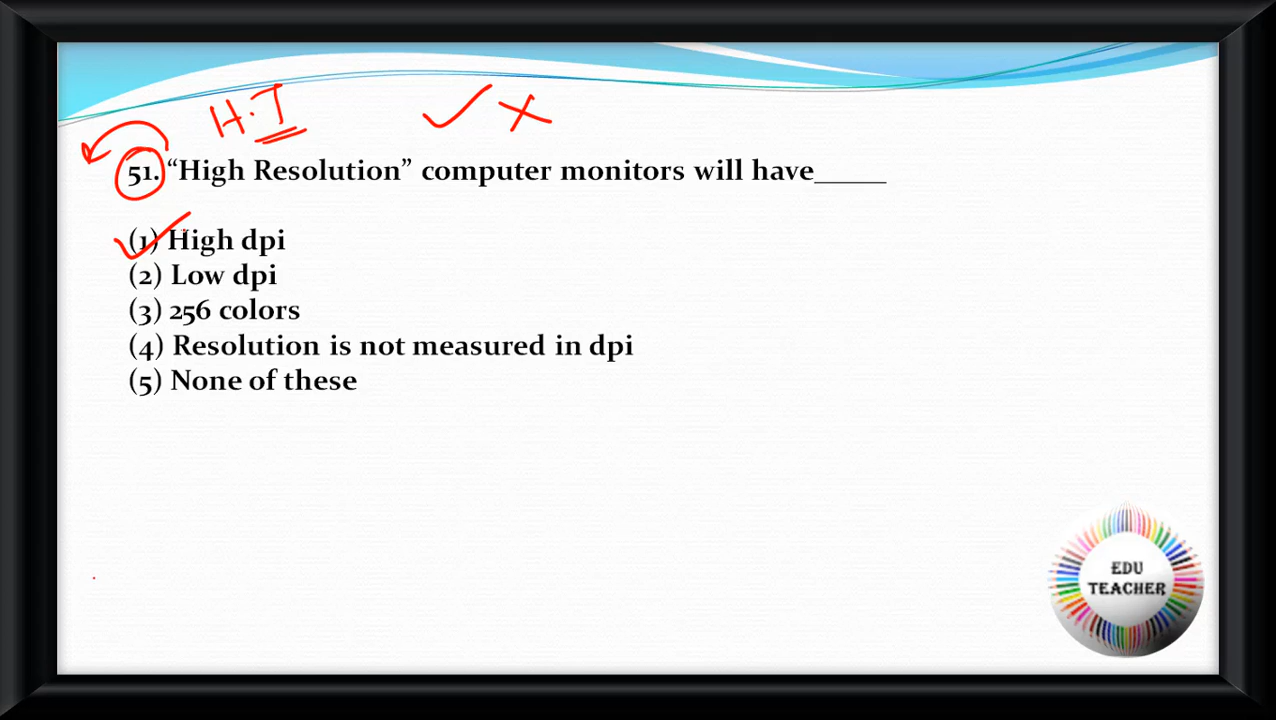 H.I
51. “High Resolution” computer monitors will have_____
(1) High dpi
(2) Low dpi
(3) 256 colors
(4) Resolution is not measured in dpi
(5) None of these
EDU
TEACHER